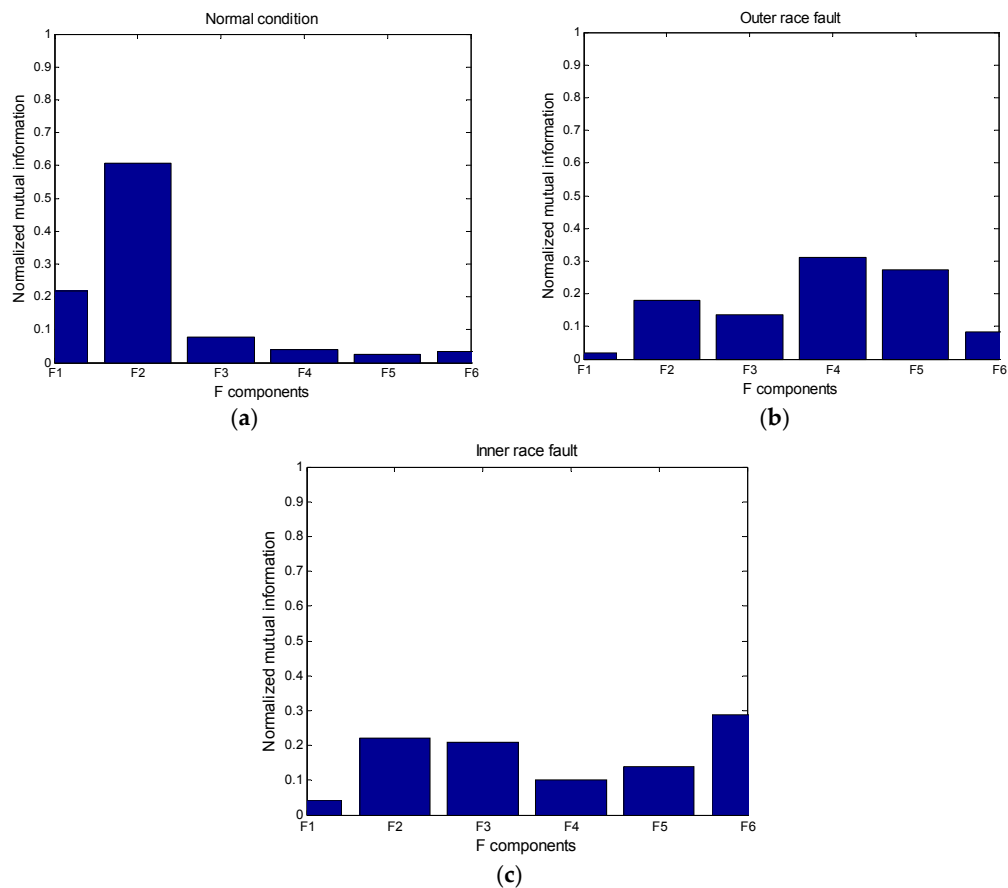 Normal condition
Normalized mutual information
1
0.9
0.8
0.7
0.6
0.5
0.4
0.3
0.2
0.1
0
F1 F2 F3 F4 F5 F6
F components
(a)
Outer race fault
Normalized mutual information
1
0.9
0.8
0.7
0.6
0.5
0.4
0.3
0.2
0.1
0
F1 F2 F3 F4 F5 F6
F components
(b)
Inner race fault
Normalized mutual information
1
0.9
0.8
0.7
0.6
0.5
0.4
0.3
0.2
0.1
0
F1 F2 F3 F4 F5 F6
F components
(c)